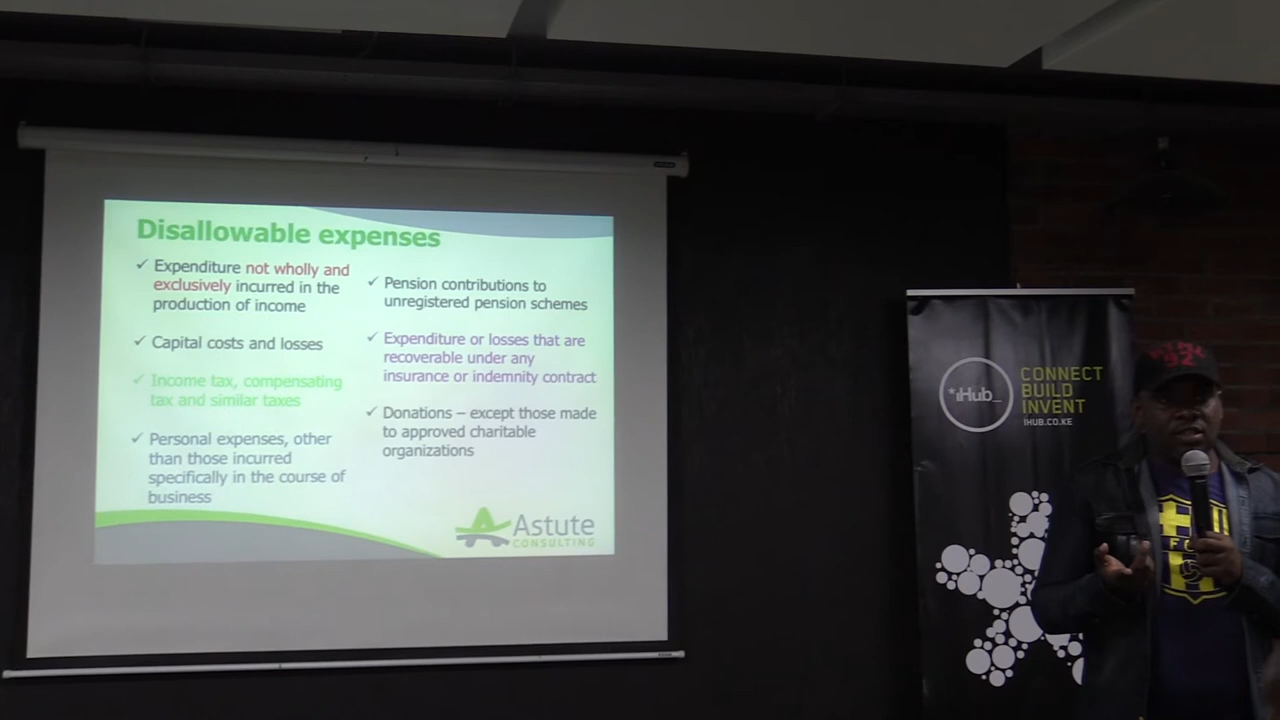 Disallowable expenses
✓ Expenditure not wholly and
exclusively incurred in the
production of income
✓ Capital costs and losses
✓ Income tax, compensating
tax and similar taxes
✓ Personal expenses, other
than those incurred
specifically in the course of
business
✓ Pension contributions to
unregistered pension schemes
✓ Expenditure or losses that are
recoverable under any
insurance or indemnity contract
✓ Donations – except those made
to approved charitable
organizations
Astute
CONSULTING
*iHub_
CONNECT
BUILD
INVENT
IHUB.CO.KE